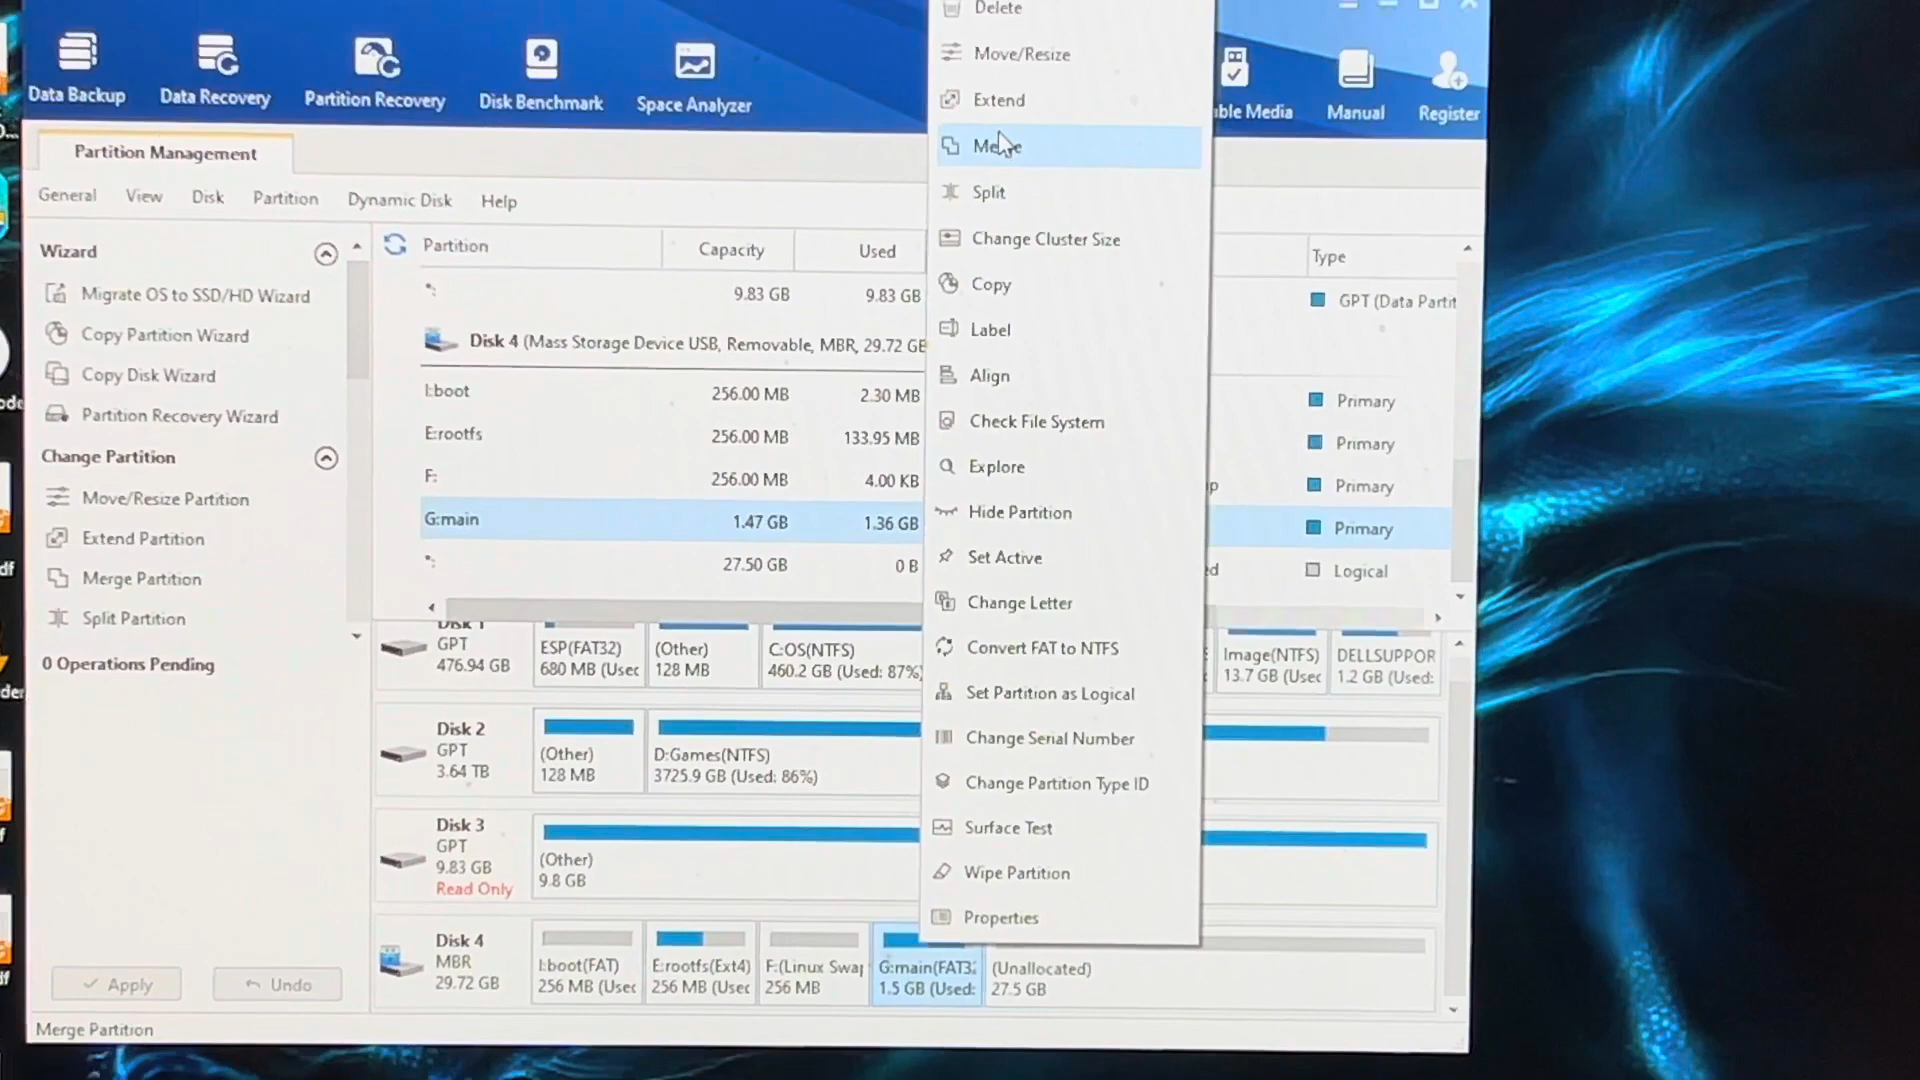 Data Backup
Data Recovery
Partition Recovery
Disk Benchmark
Space Analyzer
ble Media
Manual
Register
Partition Management
General View Disk Partition Dynamic Disk Help
Wizard
Migrate OS to SSD/HD Wizard
Copy Partition Wizard
Copy Disk Wizard
Partition Recovery Wizard
Change Partition
Move/Resize Partition
Extend Partition
Merge Partition
Split Partition
0 Operations Pending
Apply Undo
Merge Partition
Partition Capacity Used Type
*: 9.83 GB 9.83 GB GPT (Data Partit
Disk 4 (Mass Storage Device USB, Removable, MBR, 29.72 GB
I:boot 256.00 MB 2.30 MB Primary
E:rootfs 256.00 MB 133.95 MB Primary
F: 256.00 MB 4.00 KB p Primary
G:main 1.47 GB 1.36 GB Primary
*: 27.50 GB 0 B ed Logical
Disk 1
GPT
476.94 GB
ESP(FAT32)
680 MB (Usec
(Other)
128 MB
C:OS(NTFS)
460.2 GB (Used: 87%)
Image(NTFS)
13.7 GB (Usec
DELLSUPPOR
1.2 GB (Used:
Disk 2
GPT
3.64 TB
(Other)
128 MB
D:Games(NTFS)
3725.9 GB (Used: 86%)
Disk 3
GPT
9.83 GB
Read Only
(Other)
9.8 GB
Disk 4
MBR
29.72 GB
I:boot(FAT)
256 MB (Usec
E:rootfs(Ext4)
256 MB (Usec
F:(Linux Swap
256 MB
G:main(FAT32
1.5 GB (Used:
(Unallocated)
27.5 GB
Delete
Move/Resize
Extend
Merge
Split
Change Cluster Size
Copy
Label
Align
Check File System
Explore
Hide Partition
Set Active
Change Letter
Convert FAT to NTFS
Set Partition as Logical
Change Serial Number
Change Partition Type ID
Surface Test
Wipe Partition
Properties